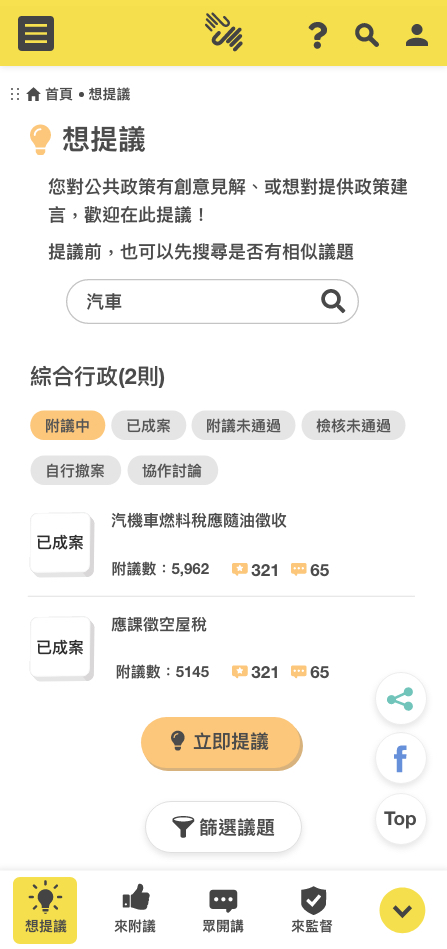 首頁 • 想提議
想提議
您對公共政策有創意見解、或想對提供政策建
言，歡迎在此提議！
提議前，也可以先搜尋是否有相似議題
汽車
綜合行政(2則)
附議中 已成案 附議未通過 檢核未通過
自行撤案 協作討論
已成案
汽機車燃料稅應隨油徵收
附議數：5,962 321 65
已成案
應課徵空屋稅
附議數：5145 321 65
立即提議
篩選議題
Top
想提議 來附議 眾開講 來監督